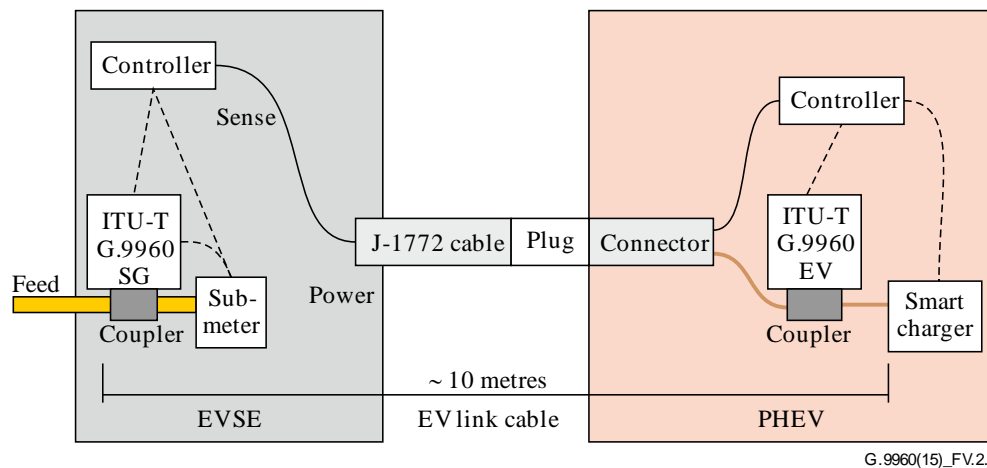 Controller
Sense
ITU-T
G.9960
SG
Feed
Coupler
Sub-
meter
Power
J-1772 cable
Plug
Connector
Controller
ITU-T
G.9960
EV
Coupler
Smart
charger
~ 10 metres
EV link cable
EVSE
PHEV
G.9960(15)_FV.2.